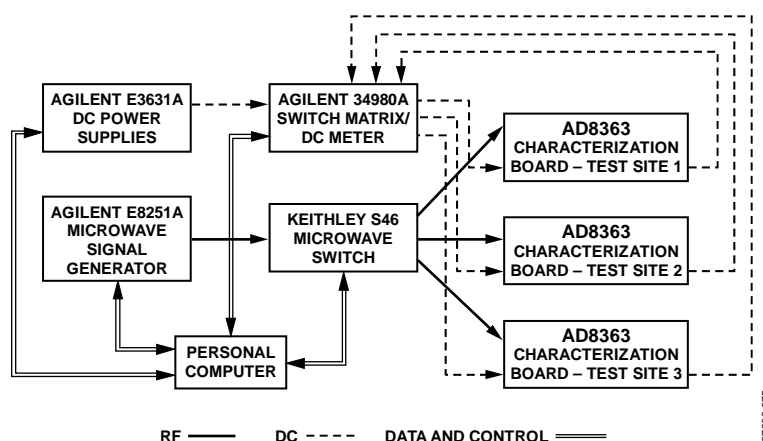 AGILENT E3631A
DC POWER
SUPPLIES
AGILENT 34980A
SWITCH MATRIX/
DC METER
AD8363
CHARACTERIZATION
BOARD – TEST SITE 1
AGILENT E8251A
MICROWAVE
SIGNAL
GENERATOR
KEITHLEY S46
MICROWAVE
SWITCH
AD8363
CHARACTERIZATION
BOARD – TEST SITE 2
PERSONAL
COMPUTER
AD8363
CHARACTERIZATION
BOARD – TEST SITE 3
RF
DC
DATA AND CONTROL